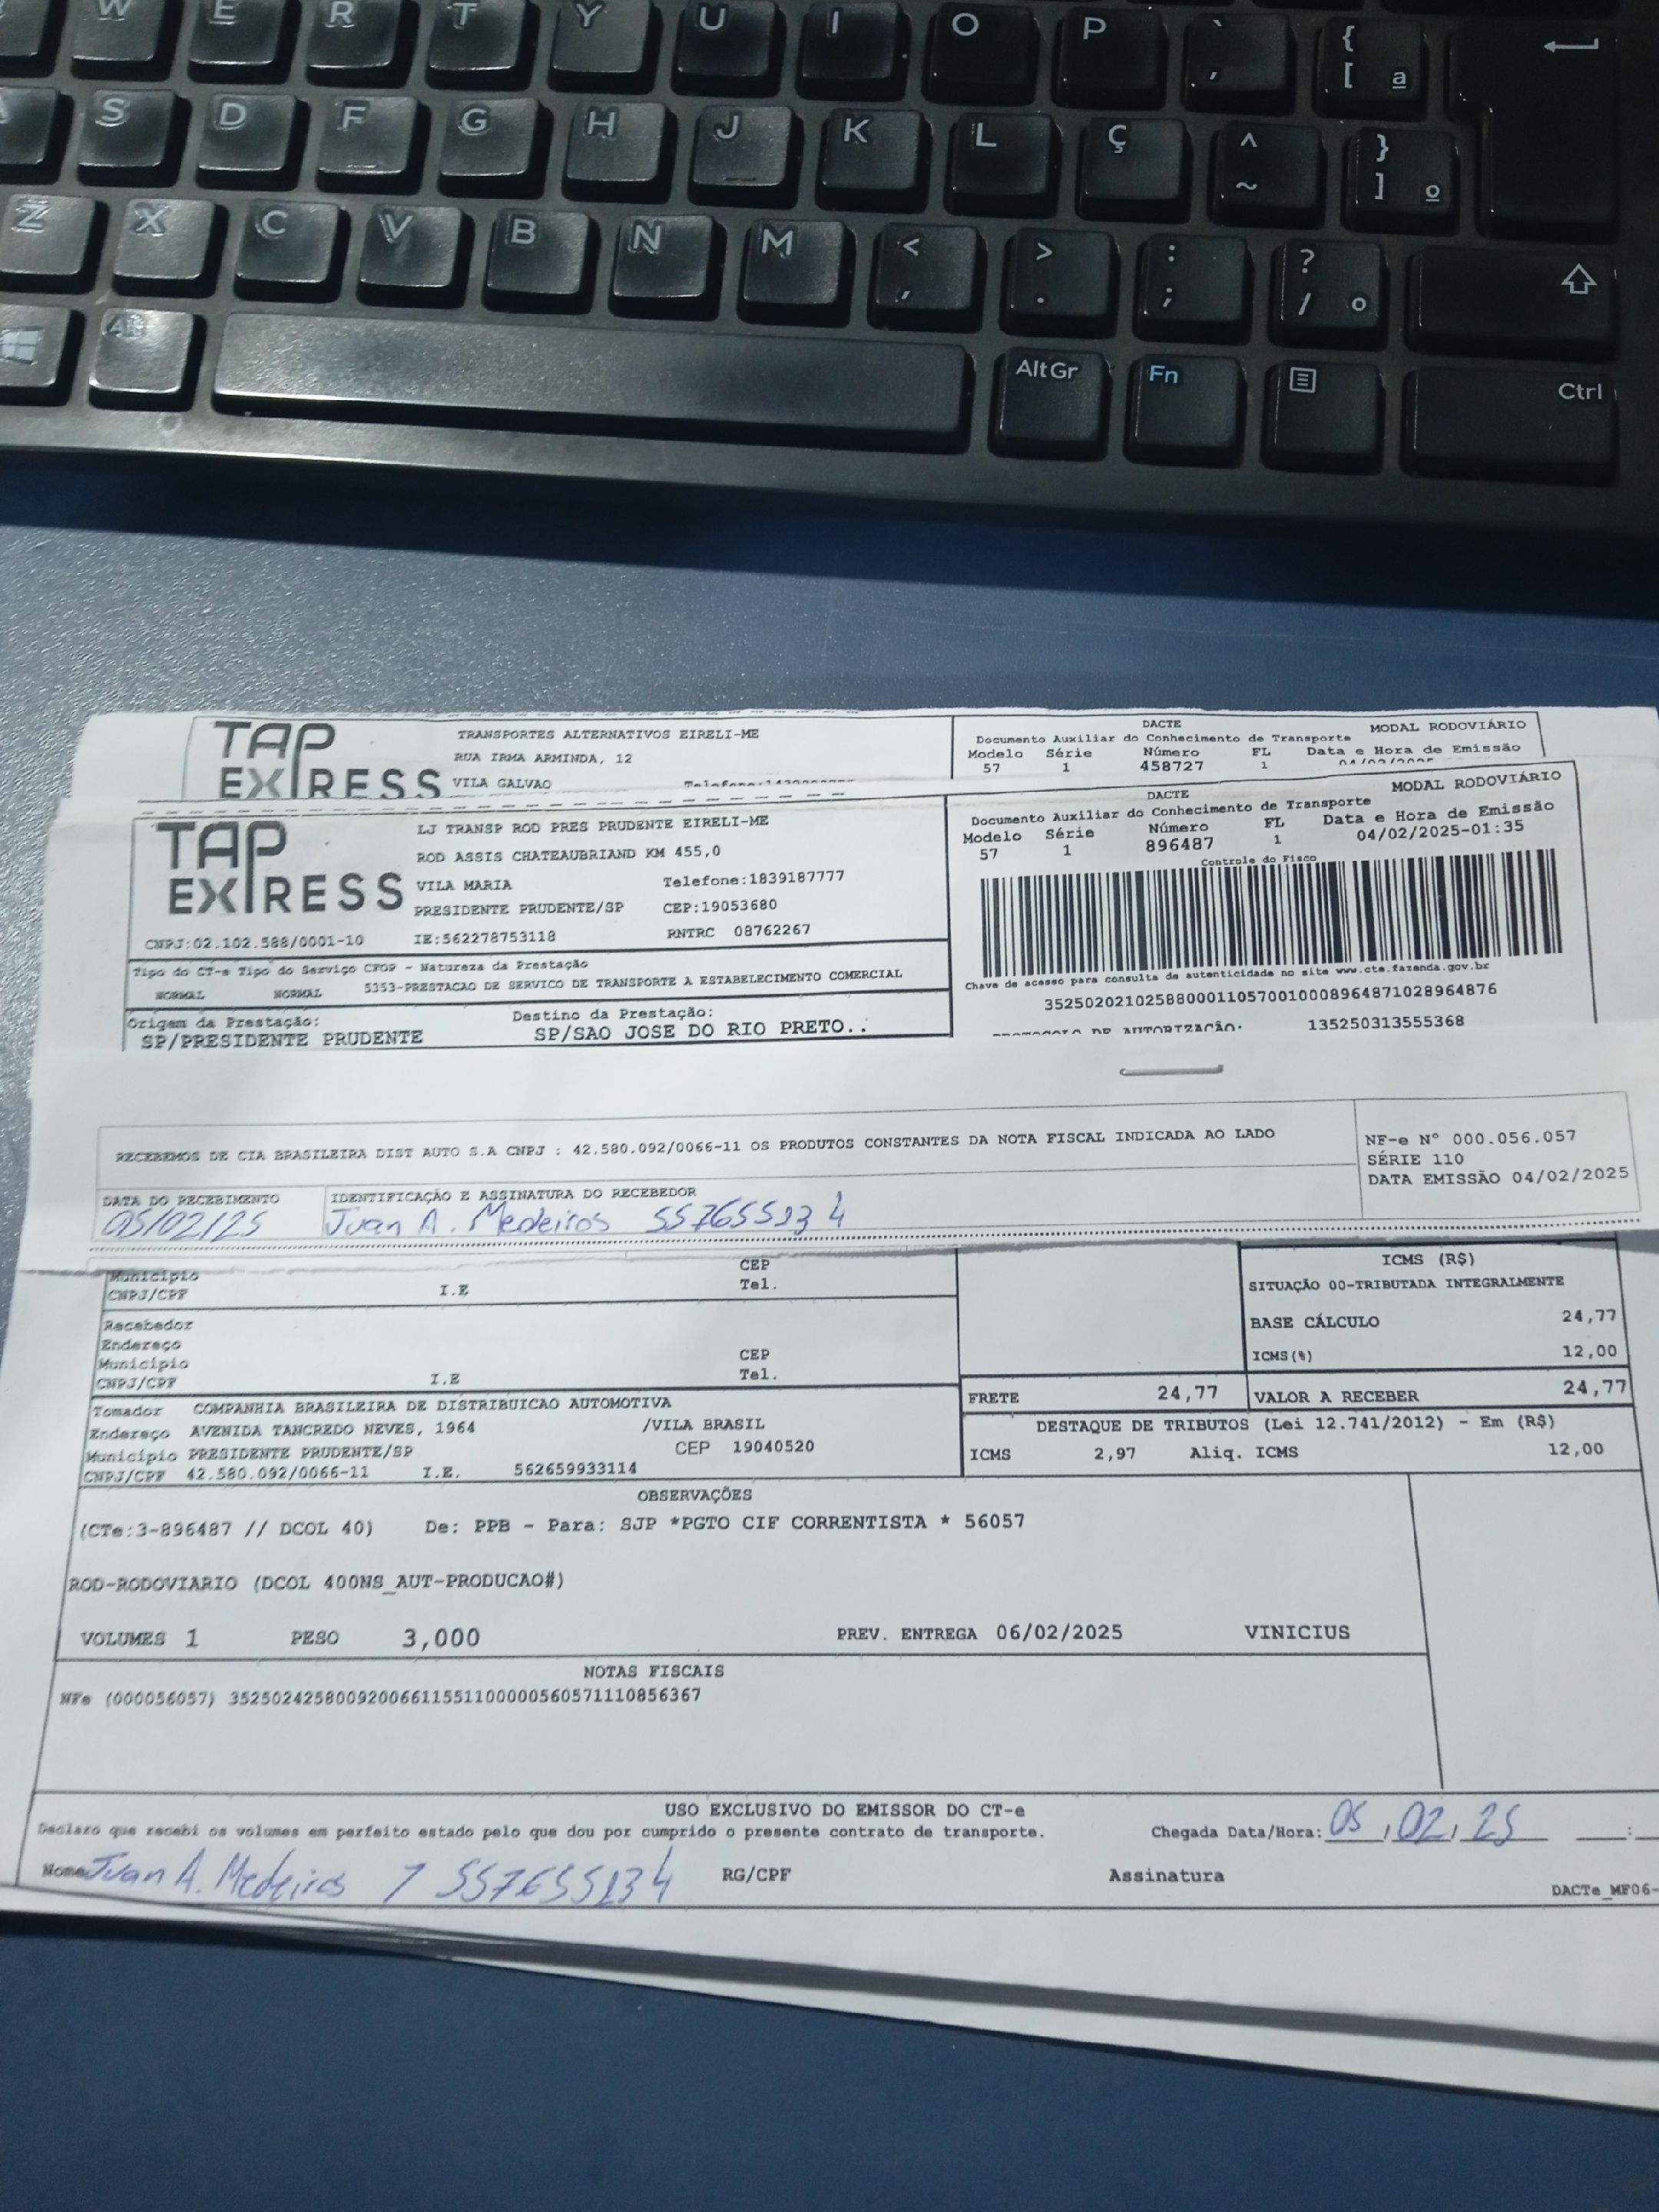 W E R T Y U I O P ` ´ { [ ª
S D F G H J K L Ç ^ ~ } ] º
Z X C V B N M < , > . : ; ? / °
Alt AltGr Fn Ctrl
TAP EXPRESS
TRANSPORTES ALTERNATIVOS EIRELI-ME
RUA IRMA ARMINDA, 12
VILA GALVAO
DACTE MODAL RODOVIÁRIO
Documento Auxiliar do Conhecimento de Transporte
Modelo Série Número FL Data e Hora de Emissão
57 1 458727 1
TAP EXPRESS
LJ TRANSP ROD PRES PRUDENTE EIRELI-ME
ROD ASSIS CHATEAUBRIAND KM 455,0
VILA MARIA Telefone:1839187777
PRESIDENTE PRUDENTE/SP CEP:19053680
CNPJ:02.102.588/0001-10 IE:562278753118 RNTRC 08762267
DACTE MODAL RODOVIÁRIO
Documento Auxiliar do Conhecimento de Transporte
Modelo Série Número FL Data e Hora de Emissão
57 1 896487 1 04/02/2025-01:35
Controle do Fisco
Tipo do CT-e Tipo do Serviço CFOP - Natureza da Prestação
NORMAL NORMAL 5353-PRESTACAO DE SERVICO DE TRANSPORTE A ESTABELECIMENTO COMERCIAL
Chave de acesso para consulta de autenticidade no site www.cte.fazenda.gov.br
35250202102588000110570010008964871028964876
Origem da Prestação: Destino da Prestação:
SP/PRESIDENTE PRUDENTE SP/SAO JOSE DO RIO PRETO..
PROTOCOLO DE AUTORIZAÇÃO: 135250313555368
RECEBEMOS DE CIA BRASILEIRA DIST AUTO S.A CNPJ : 42.580.092/0066-11 OS PRODUTOS CONSTANTES DA NOTA FISCAL INDICADA AO LADO
NF-e Nº 000.056.057
SÉRIE 110
DATA EMISSÃO 04/02/2025
DATA DO RECEBIMENTO IDENTIFICAÇÃO E ASSINATURA DO RECEBEDOR
05/02/25 Juan A. Medeiros 557655134
Município CEP
CNPJ/CPF I.E Tel.
Recebedor
Endereço
Município CEP
CNPJ/CPF I.E Tel.
ICMS (R$)
SITUAÇÃO 00-TRIBUTADA INTEGRALMENTE
BASE CÁLCULO 24,77
ICMS(%) 12,00
FRETE 24,77 VALOR A RECEBER 24,77
Tomador COMPANHIA BRASILEIRA DE DISTRIBUICAO AUTOMOTIVA
Endereço AVENIDA TANCREDO NEVES, 1964 /VILA BRASIL
Município PRESIDENTE PRUDENTE/SP CEP 19040520
CNPJ/CPF 42.580.092/0066-11 I.E. 562659933114
DESTAQUE DE TRIBUTOS (Lei 12.741/2012) - Em (R$)
ICMS 2,97 Aliq. ICMS 12,00
OBSERVAÇÕES
(CTe:3-896487 // DCOL 40) De: PPB - Para: SJP *PGTO CIF CORRENTISTA * 56057
ROD-RODOVIARIO (DCOL 400NS_AUT-PRODUCAO#)
VOLUMES 1 PESO 3,000 PREV. ENTREGA 06/02/2025 VINICIUS
NOTAS FISCAIS
NFe (000056057) 35250242580092006611551100000560571110856367
USO EXCLUSIVO DO EMISSOR DO CT-e
Declaro que recebi os volumes em perfeito estado pelo que dou por cumprido o presente contrato de transporte. Chegada Data/Hora: 05/02/25 :
Nome Juan A. Medeiros / 557655134 RG/CPF Assinatura
DACTe_MF06-